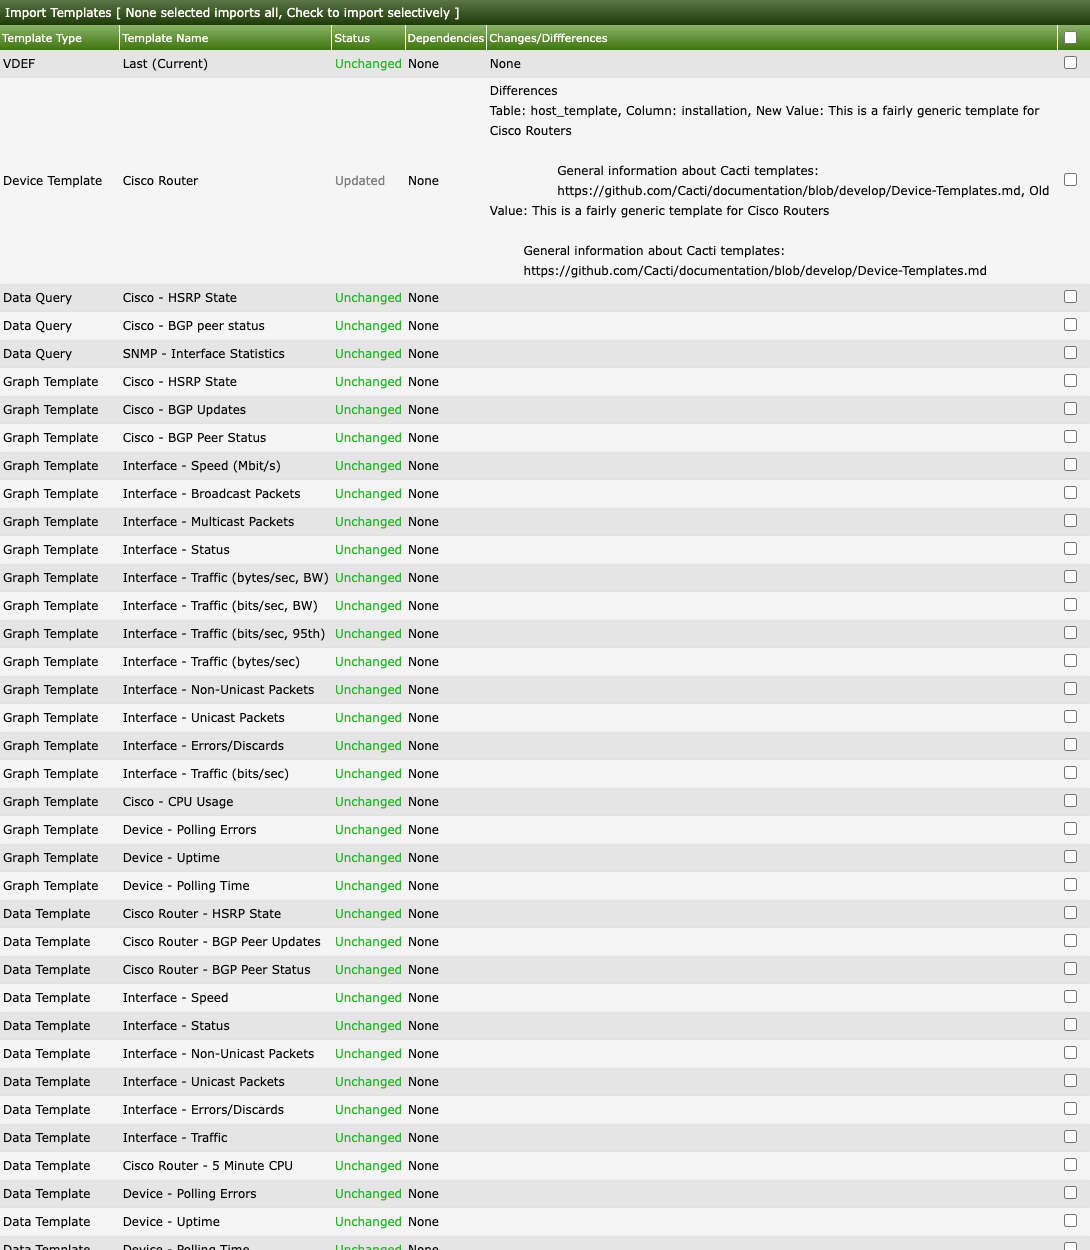 Import Templates [ None selected imports all, Check to import selectively ]
Template Type Template Name Status Dependencies Changes/Diffferences
VDEF Last (Current) Unchanged None None
Differences
Table: host_template, Column: installation, New Value: This is a fairly generic template for
Cisco Routers
General information about Cacti templates:
Device Template Cisco Router Updated None
https://github.com/Cacti/documentation/blob/develop/Device-Templates.md, Old
Value: This is a fairly generic template for Cisco Routers
General information about Cacti templates:
https://github.com/Cacti/documentation/blob/develop/Device-Templates.md
Data Query Cisco - HSRP State Unchanged None
Data Query Cisco - BGP peer status Unchanged None
Data Query SNMP - Interface Statistics Unchanged None
Graph Template Cisco - HSRP State Unchanged None
Graph Template Cisco - BGP Updates Unchanged None
Graph Template Cisco - BGP Peer Status Unchanged None
Graph Template Interface - Speed (Mbit/s) Unchanged None
Graph Template Interface - Broadcast Packets Unchanged None
Graph Template Interface - Multicast Packets Unchanged None
Graph Template Interface - Status Unchanged None
Graph Template Interface - Traffic (bytes/sec, BW) Unchanged None
Graph Template Interface - Traffic (bits/sec, BW) Unchanged None
Graph Template Interface - Traffic (bits/sec, 95th) Unchanged None
Graph Template Interface - Traffic (bytes/sec) Unchanged None
Graph Template Interface - Non-Unicast Packets Unchanged None
Graph Template Interface - Unicast Packets Unchanged None
Graph Template Interface - Errors/Discards Unchanged None
Graph Template Interface - Traffic (bits/sec) Unchanged None
Graph Template Cisco - CPU Usage Unchanged None
Graph Template Device - Polling Errors Unchanged None
Graph Template Device - Uptime Unchanged None
Graph Template Device - Polling Time Unchanged None
Data Template Cisco Router - HSRP State Unchanged None
Data Template Cisco Router - BGP Peer Updates Unchanged None
Data Template Cisco Router - BGP Peer Status Unchanged None
Data Template Interface - Speed Unchanged None
Data Template Interface - Status Unchanged None
Data Template Interface - Non-Unicast Packets Unchanged None
Data Template Interface - Unicast Packets Unchanged None
Data Template Interface - Errors/Discards Unchanged None
Data Template Interface - Traffic Unchanged None
Data Template Cisco Router - 5 Minute CPU Unchanged None
Data Template Device - Polling Errors Unchanged None
Data Template Device - Uptime Unchanged None
Data Template Device - Polling Time Unchanged None